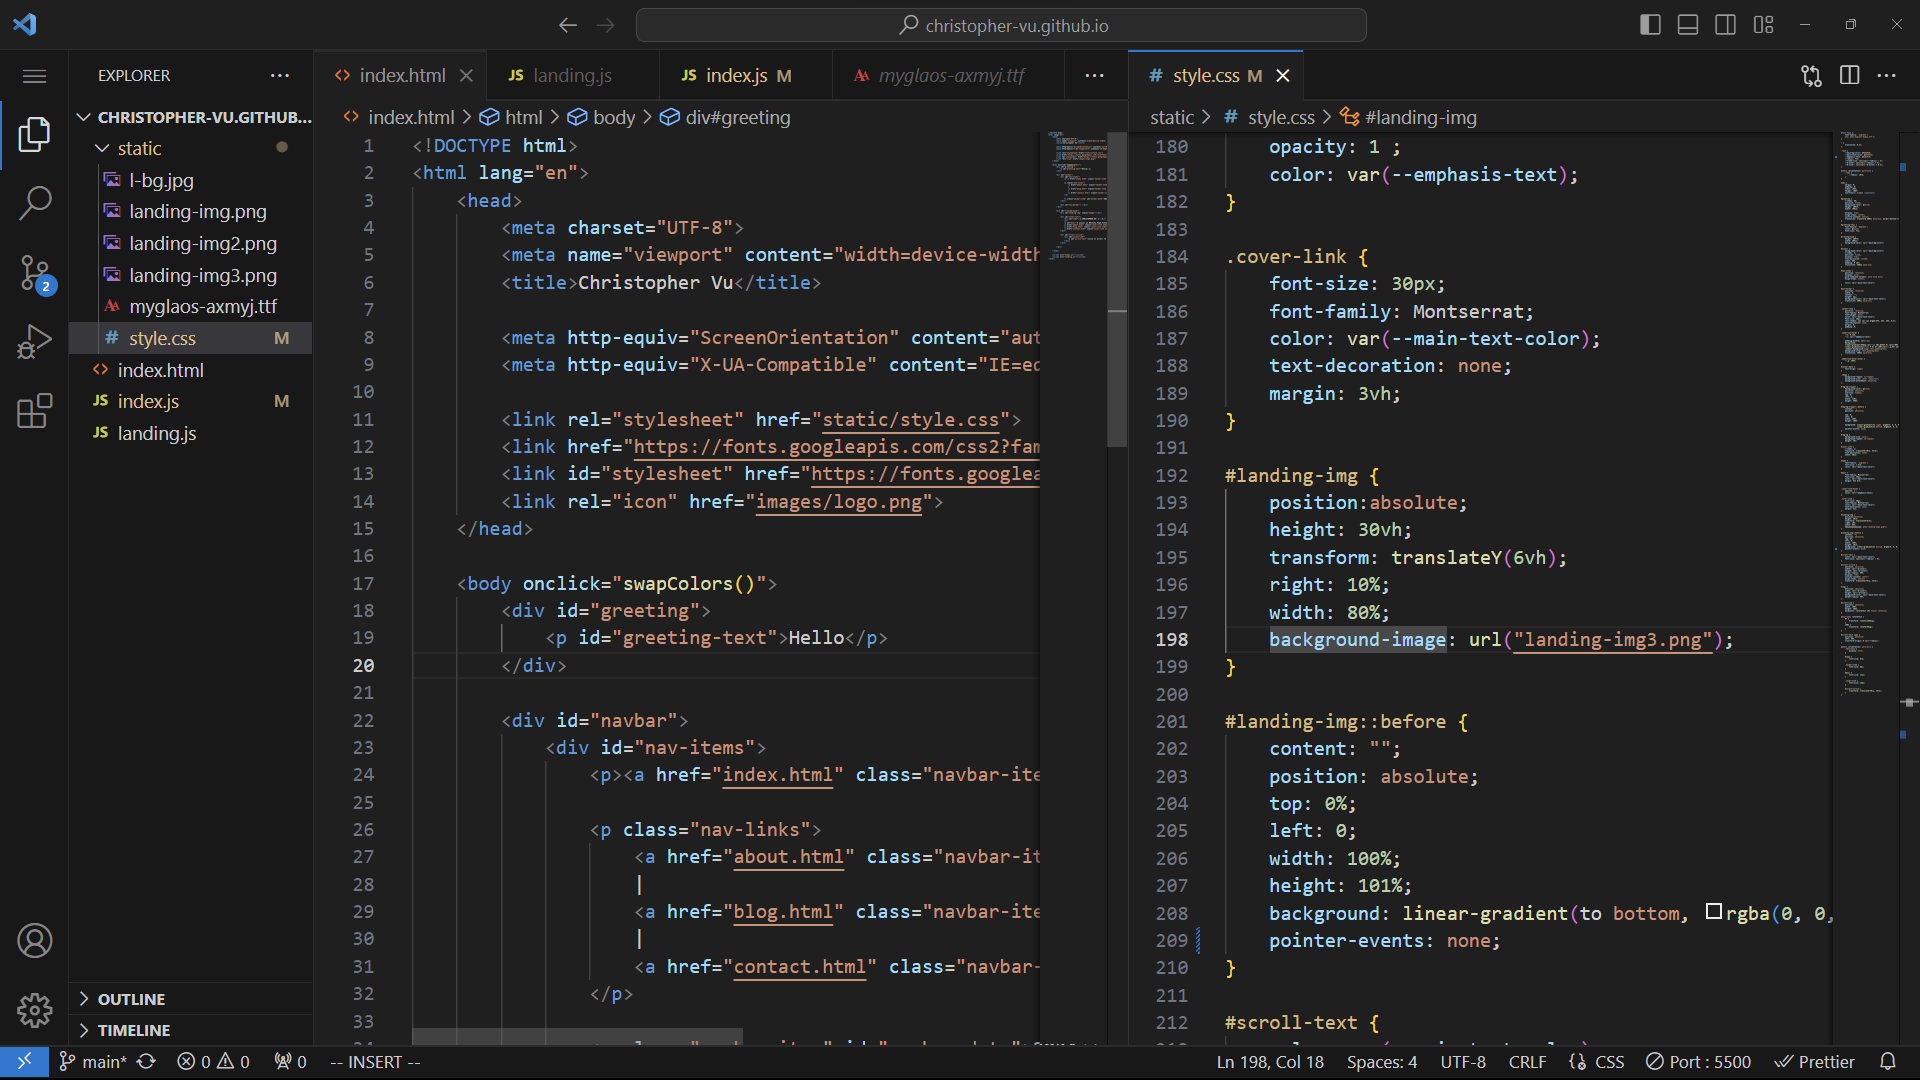 christopher-vu.github.io
EXPLORER
CHRISTOPHER-VU.GITHUB...
static
l-bg.jpg
landing-img.png
landing-img2.png
landing-img3.png
A myglaos-axmyj.ttf
# style.css M
<> index.html
JS index.js M
JS landing.js
2
OUTLINE
TIMELINE
<> index.html
JS landing.js
JS index.js M
A myglaos-axmyj.ttf
<> index.html > html > body > div#greeting
1 <!DOCTYPE html>
2 <html lang="en">
3 <head>
4 <meta charset="UTF-8">
5 <meta name="viewport" content="width=device-width
6 <title>Christopher Vu</title>
7
8 <meta http-equiv="ScreenOrientation" content="aut
9 <meta http-equiv="X-UA-Compatible" content="IE=ed
10
11 <link rel="stylesheet" href="static/style.css">
12 <link href="https://fonts.googleapis.com/css2?fam
13 <link id="stylesheet" href="https://fonts.googlea
14 <link rel="icon" href="images/logo.png">
15 </head>
16
17 <body onclick="swapColors()">
18 <div id="greeting">
19 <p id="greeting-text">Hello</p>
20 </div>
21
22 <div id="navbar">
23 <div id="nav-items">
24 <p><a href="index.html" class="navbar-ite
25
26 <p class="nav-links">
27 <a href="about.html" class="navbar-it
28 |
29 <a href="blog.html" class="navbar-ite
30 |
31 <a href="contact.html" class="navbar-
32 </p>
33
# style.css M
static > # style.css > #landing-img
180 opacity: 1 ;
181 color: var(--emphasis-text);
182 }
183
184 .cover-link {
185 font-size: 30px;
186 font-family: Montserrat;
187 color: var(--main-text-color);
188 text-decoration: none;
189 margin: 3vh;
190 }
191
192 #landing-img {
193 position:absolute;
194 height: 30vh;
195 transform: translateY(6vh);
196 right: 10%;
197 width: 80%;
198 background-image: url("landing-img3.png");
199 }
200
201 #landing-img::before {
202 content: "";
203 position: absolute;
204 top: 0%;
205 left: 0;
206 width: 100%;
207 height: 101%;
208 background: linear-gradient(to bottom, rgba(0, 0,
209 pointer-events: none;
210 }
211
212 #scroll-text {
main* 0 0 0 -- INSERT --
Ln 198, Col 18 Spaces: 4 UTF-8 CRLF {} CSS Port : 5500 Prettier